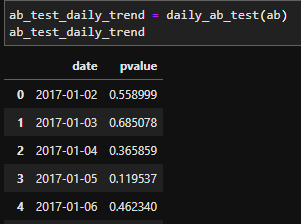 ab_test_daily_trend = daily_ab_test(ab)
ab_test_daily_trend
date pvalue
0 2017-01-02 0.558999
1 2017-01-03 0.685078
2 2017-01-04 0.365859
3 2017-01-05 0.119537
4 2017-01-06 0.462340